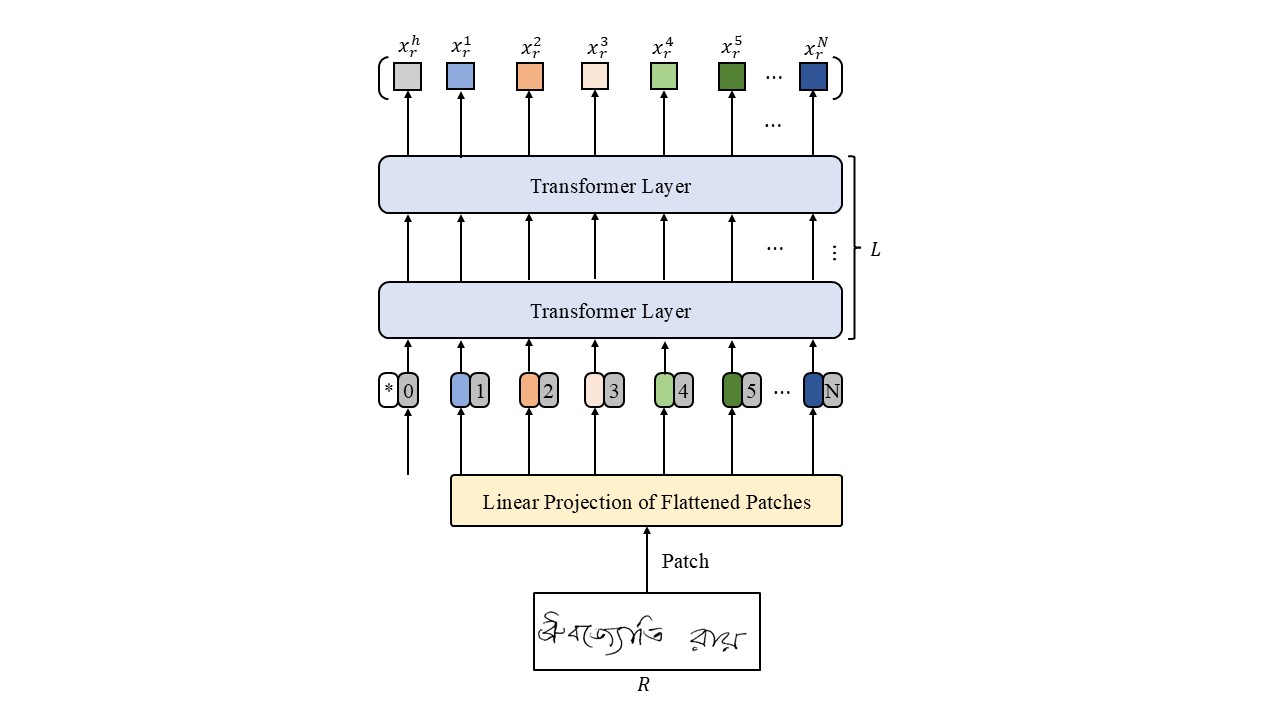 x_r^h x_r^1 x_r^2 x_r^3 x_r^4 x_r^5 ... x_r^N
...
Transformer Layer
... ⋮ L
Transformer Layer
* 0 1 2 3 4 5 ... N
Linear Projection of Flattened Patches
Patch
ধ্রুবজ্যোতি রায়
R